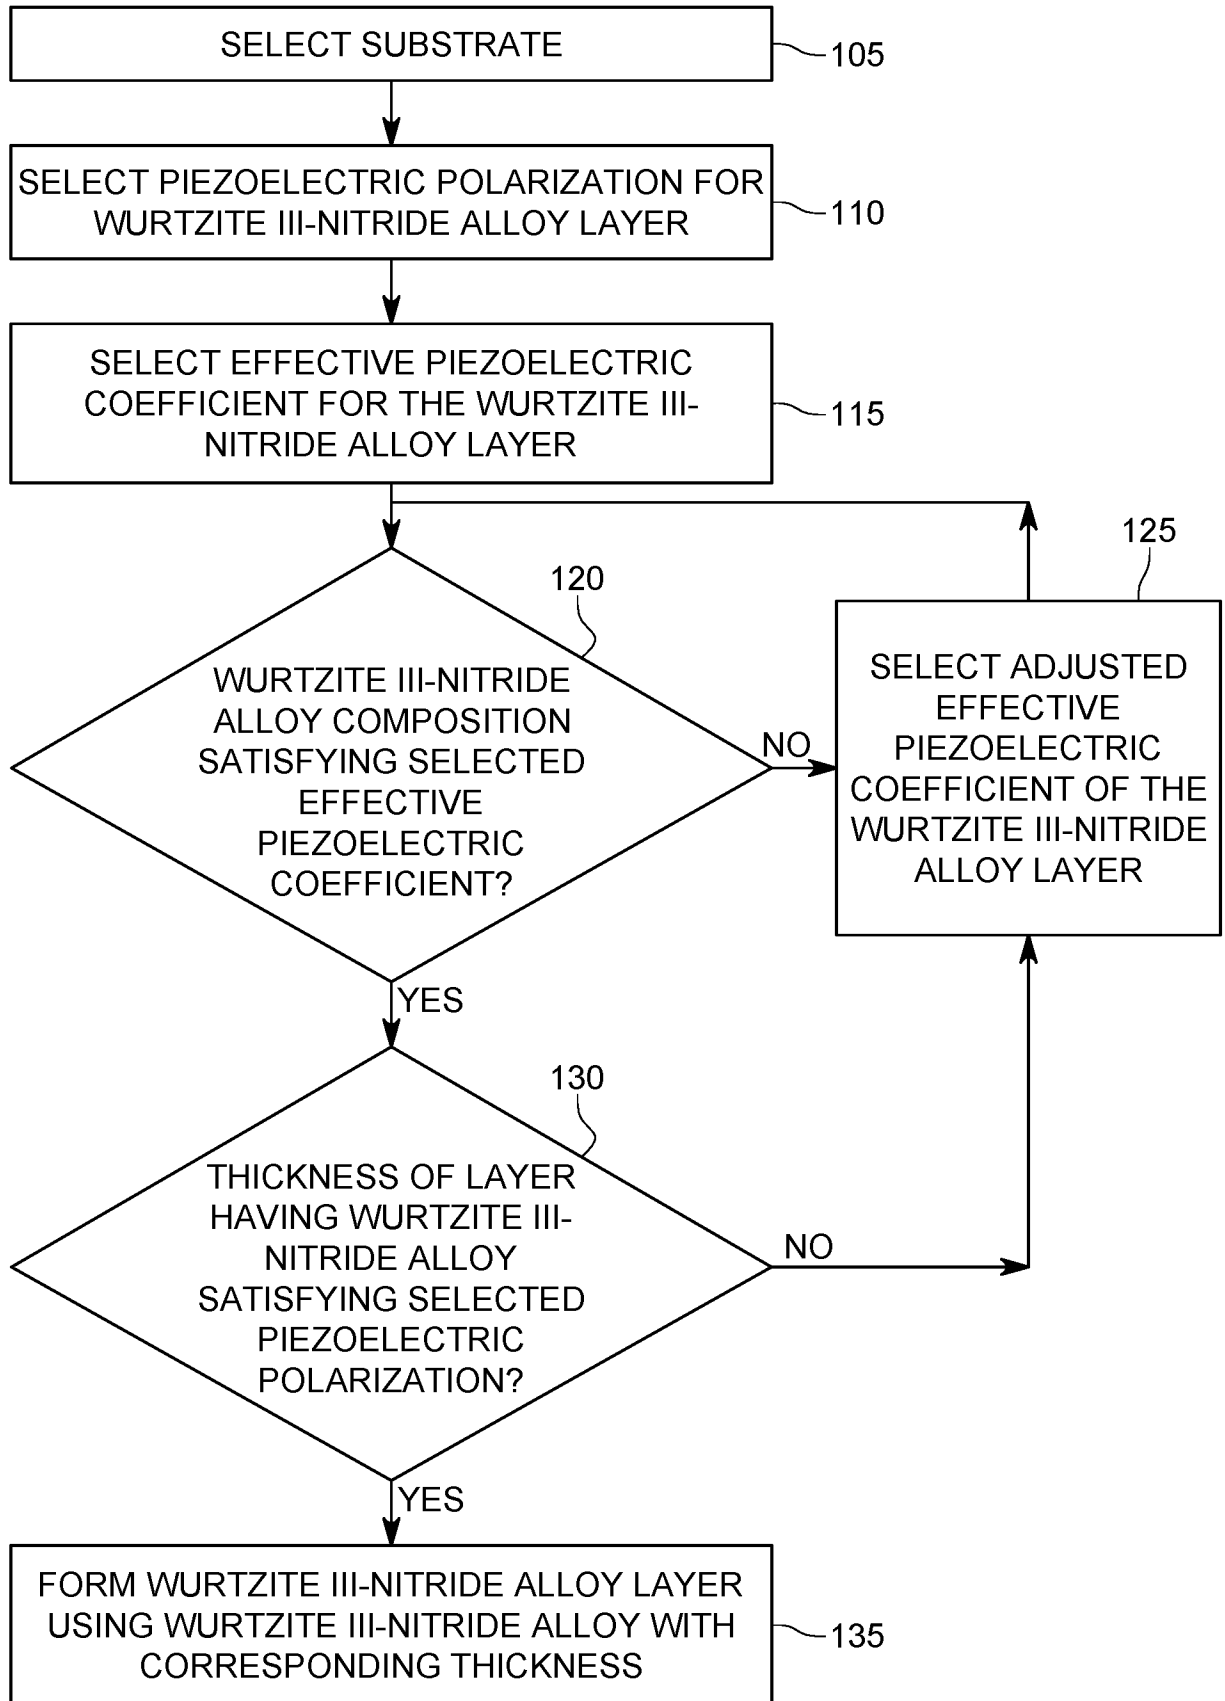 SELECT SUBSTRATE
105
SELECT PIEZOELECTRIC POLARIZATION FOR
WURTZITE III-NITRIDE ALLOY LAYER
110
SELECT EFFECTIVE PIEZOELECTRIC
COEFFICIENT FOR THE WURTZITE III-
NITRIDE ALLOY LAYER
115
120
WURTZITE III-NITRIDE
ALLOY COMPOSITION
SATISFYING SELECTED
EFFECTIVE
PIEZOELECTRIC
COEFFICIENT?
NO
125
SELECT ADJUSTED
EFFECTIVE
PIEZOELECTRIC
COEFFICIENT OF THE
WURTZITE III-NITRIDE
ALLOY LAYER
YES
130
THICKNESS OF LAYER
HAVING WURTZITE III-
NITRIDE ALLOY
SATISFYING SELECTED
PIEZOELECTRIC
POLARIZATION?
NO
YES
FORM WURTZITE III-NITRIDE ALLOY LAYER
USING WURTZITE III-NITRIDE ALLOY WITH
CORRESPONDING THICKNESS
135